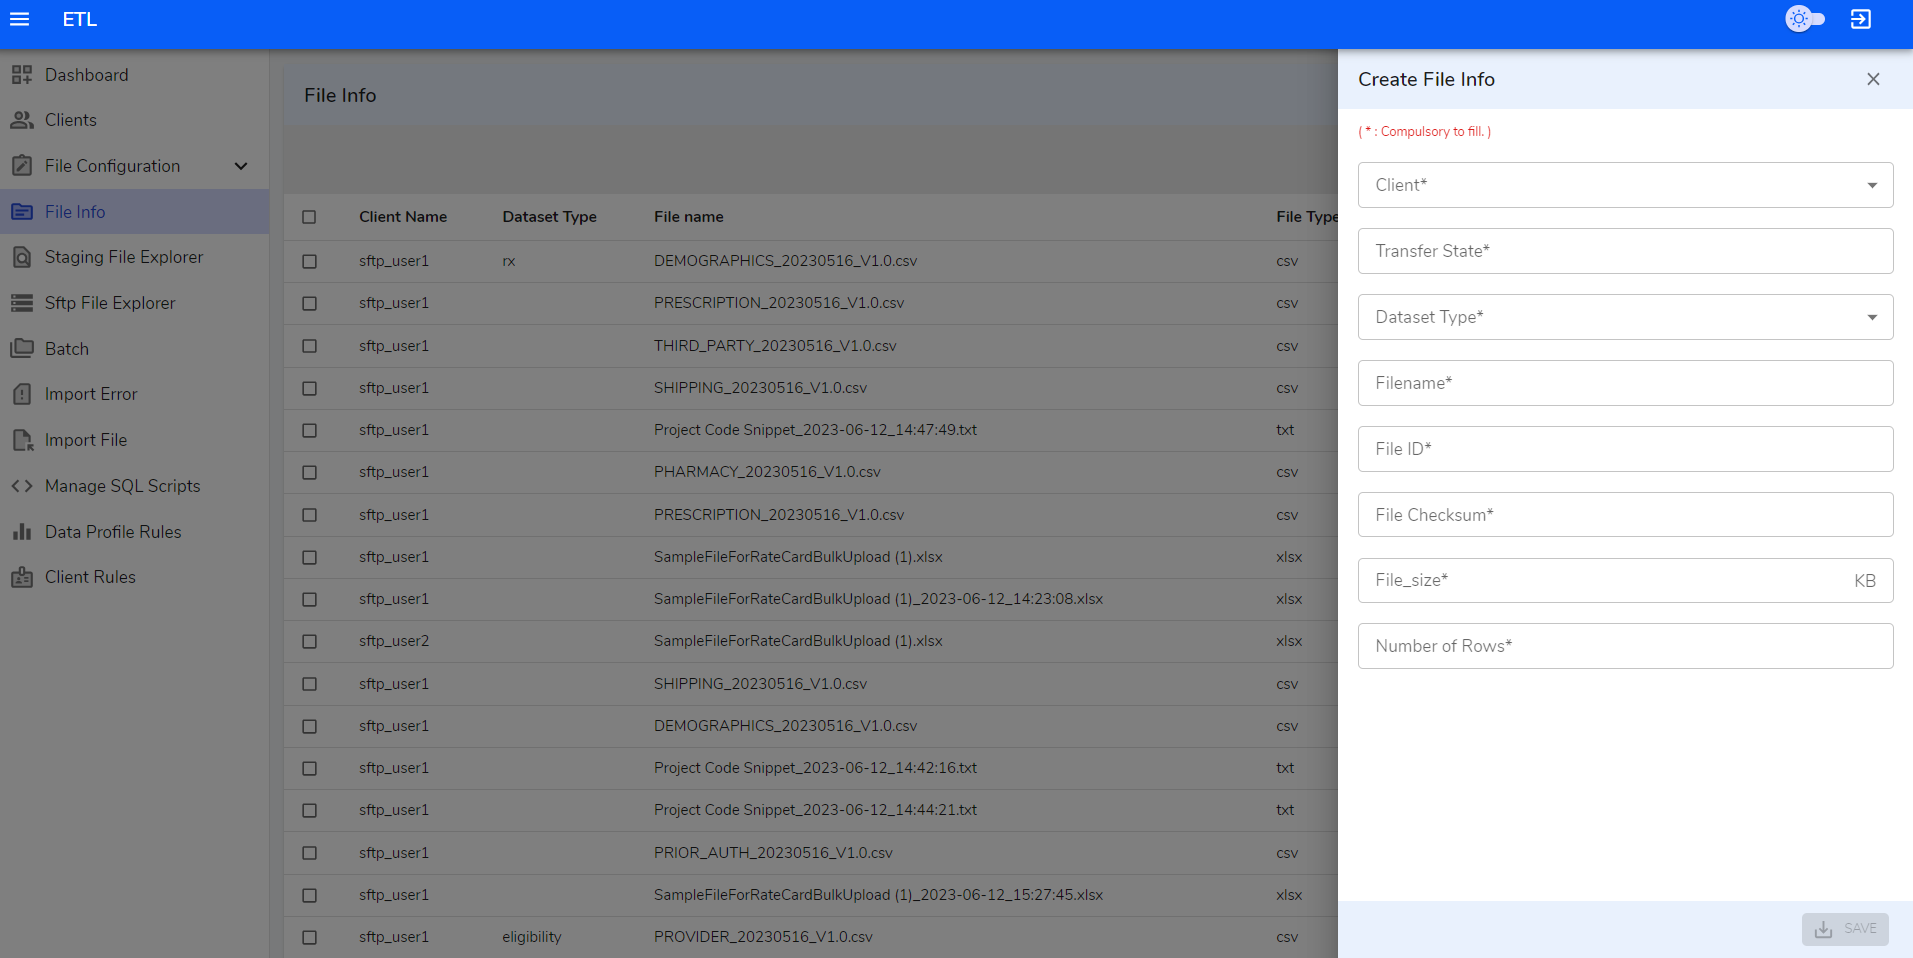 ETL
Dashboard
Clients
File Configuration
File Info
Staging File Explorer
Sftp File Explorer
Batch
Import Error
Import File
Manage SQL Scripts
Data Profile Rules
Client Rules
File Info
Client Name Dataset Type File name File Type
sftp_user1 rx DEMOGRAPHICS_20230516_V1.0.csv csv
sftp_user1 PRESCRIPTION_20230516_V1.0.csv csv
sftp_user1 THIRD_PARTY_20230516_V1.0.csv csv
sftp_user1 SHIPPING_20230516_V1.0.csv csv
sftp_user1 Project Code Snippet_2023-06-12_14:47:49.txt txt
sftp_user1 PHARMACY_20230516_V1.0.csv csv
sftp_user1 PRESCRIPTION_20230516_V1.0.csv csv
sftp_user1 SampleFileForRateCardBulkUpload (1).xlsx xlsx
sftp_user1 SampleFileForRateCardBulkUpload (1)_2023-06-12_14:23:08.xlsx xlsx
sftp_user2 SampleFileForRateCardBulkUpload (1).xlsx xlsx
sftp_user1 SHIPPING_20230516_V1.0.csv csv
sftp_user1 DEMOGRAPHICS_20230516_V1.0.csv csv
sftp_user1 Project Code Snippet_2023-06-12_14:42:16.txt txt
sftp_user1 Project Code Snippet_2023-06-12_14:44:21.txt txt
sftp_user1 PRIOR_AUTH_20230516_V1.0.csv csv
sftp_user1 SampleFileForRateCardBulkUpload (1)_2023-06-12_15:27:45.xlsx xlsx
sftp_user1 eligibility PROVIDER_20230516_V1.0.csv csv
Create File Info
( * : Compulsory to fill. )
Client*
Transfer State*
Dataset Type*
Filename*
File ID*
File Checksum*
File_size* KB
Number of Rows*
SAVE